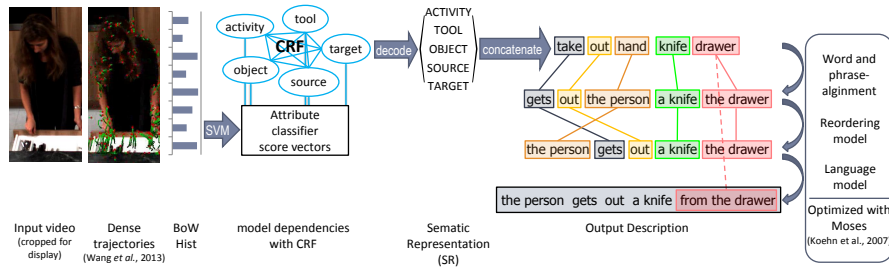 activity
tool
target
CRF
object
source
SVM
Attribute
classifier
score vectors
decode
ACTIVITY
TOOL
OBJECT
SOURCE
TARGET
concatenate
take out hand knife drawer
gets out the person a knife the drawer
the person gets out a knife the drawer
the person gets out a knife from the drawer
Word and
phrase-
alginment
Reordering
model
Language
model
Optimized with
Moses
(Koehn et al., 2007)
Input video
(cropped for
display)
Dense
trajectories
(Wang et al., 2013)
BoW
Hist
model dependencies
with CRF
Sematic
Representation
(SR)
Output Description